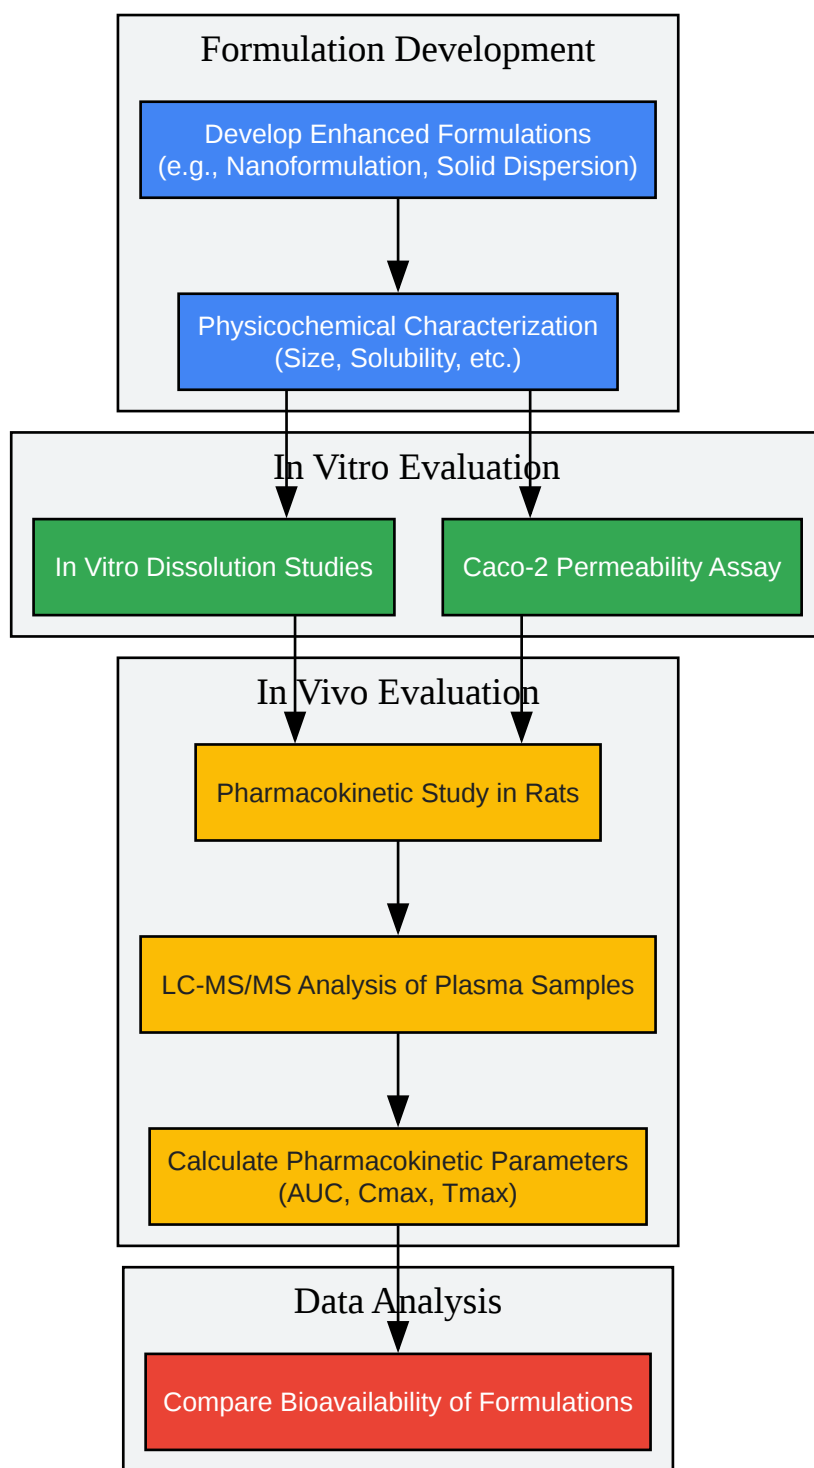 Formulation Development
Develop Enhanced Formulations
(e.g., Nanoformulation, Solid Dispersion)
Physicochemical Characterization
(Size, Solubility, etc.)
In Vitro Evaluation
In Vitro Dissolution Studies
Caco-2 Permeability Assay
In Vivo Evaluation
Pharmacokinetic Study in Rats
LC-MS/MS Analysis of Plasma Samples
Calculate Pharmacokinetic Parameters
(AUC, Cmax, Tmax)
Data Analysis
Compare Bioavailability of Formulations